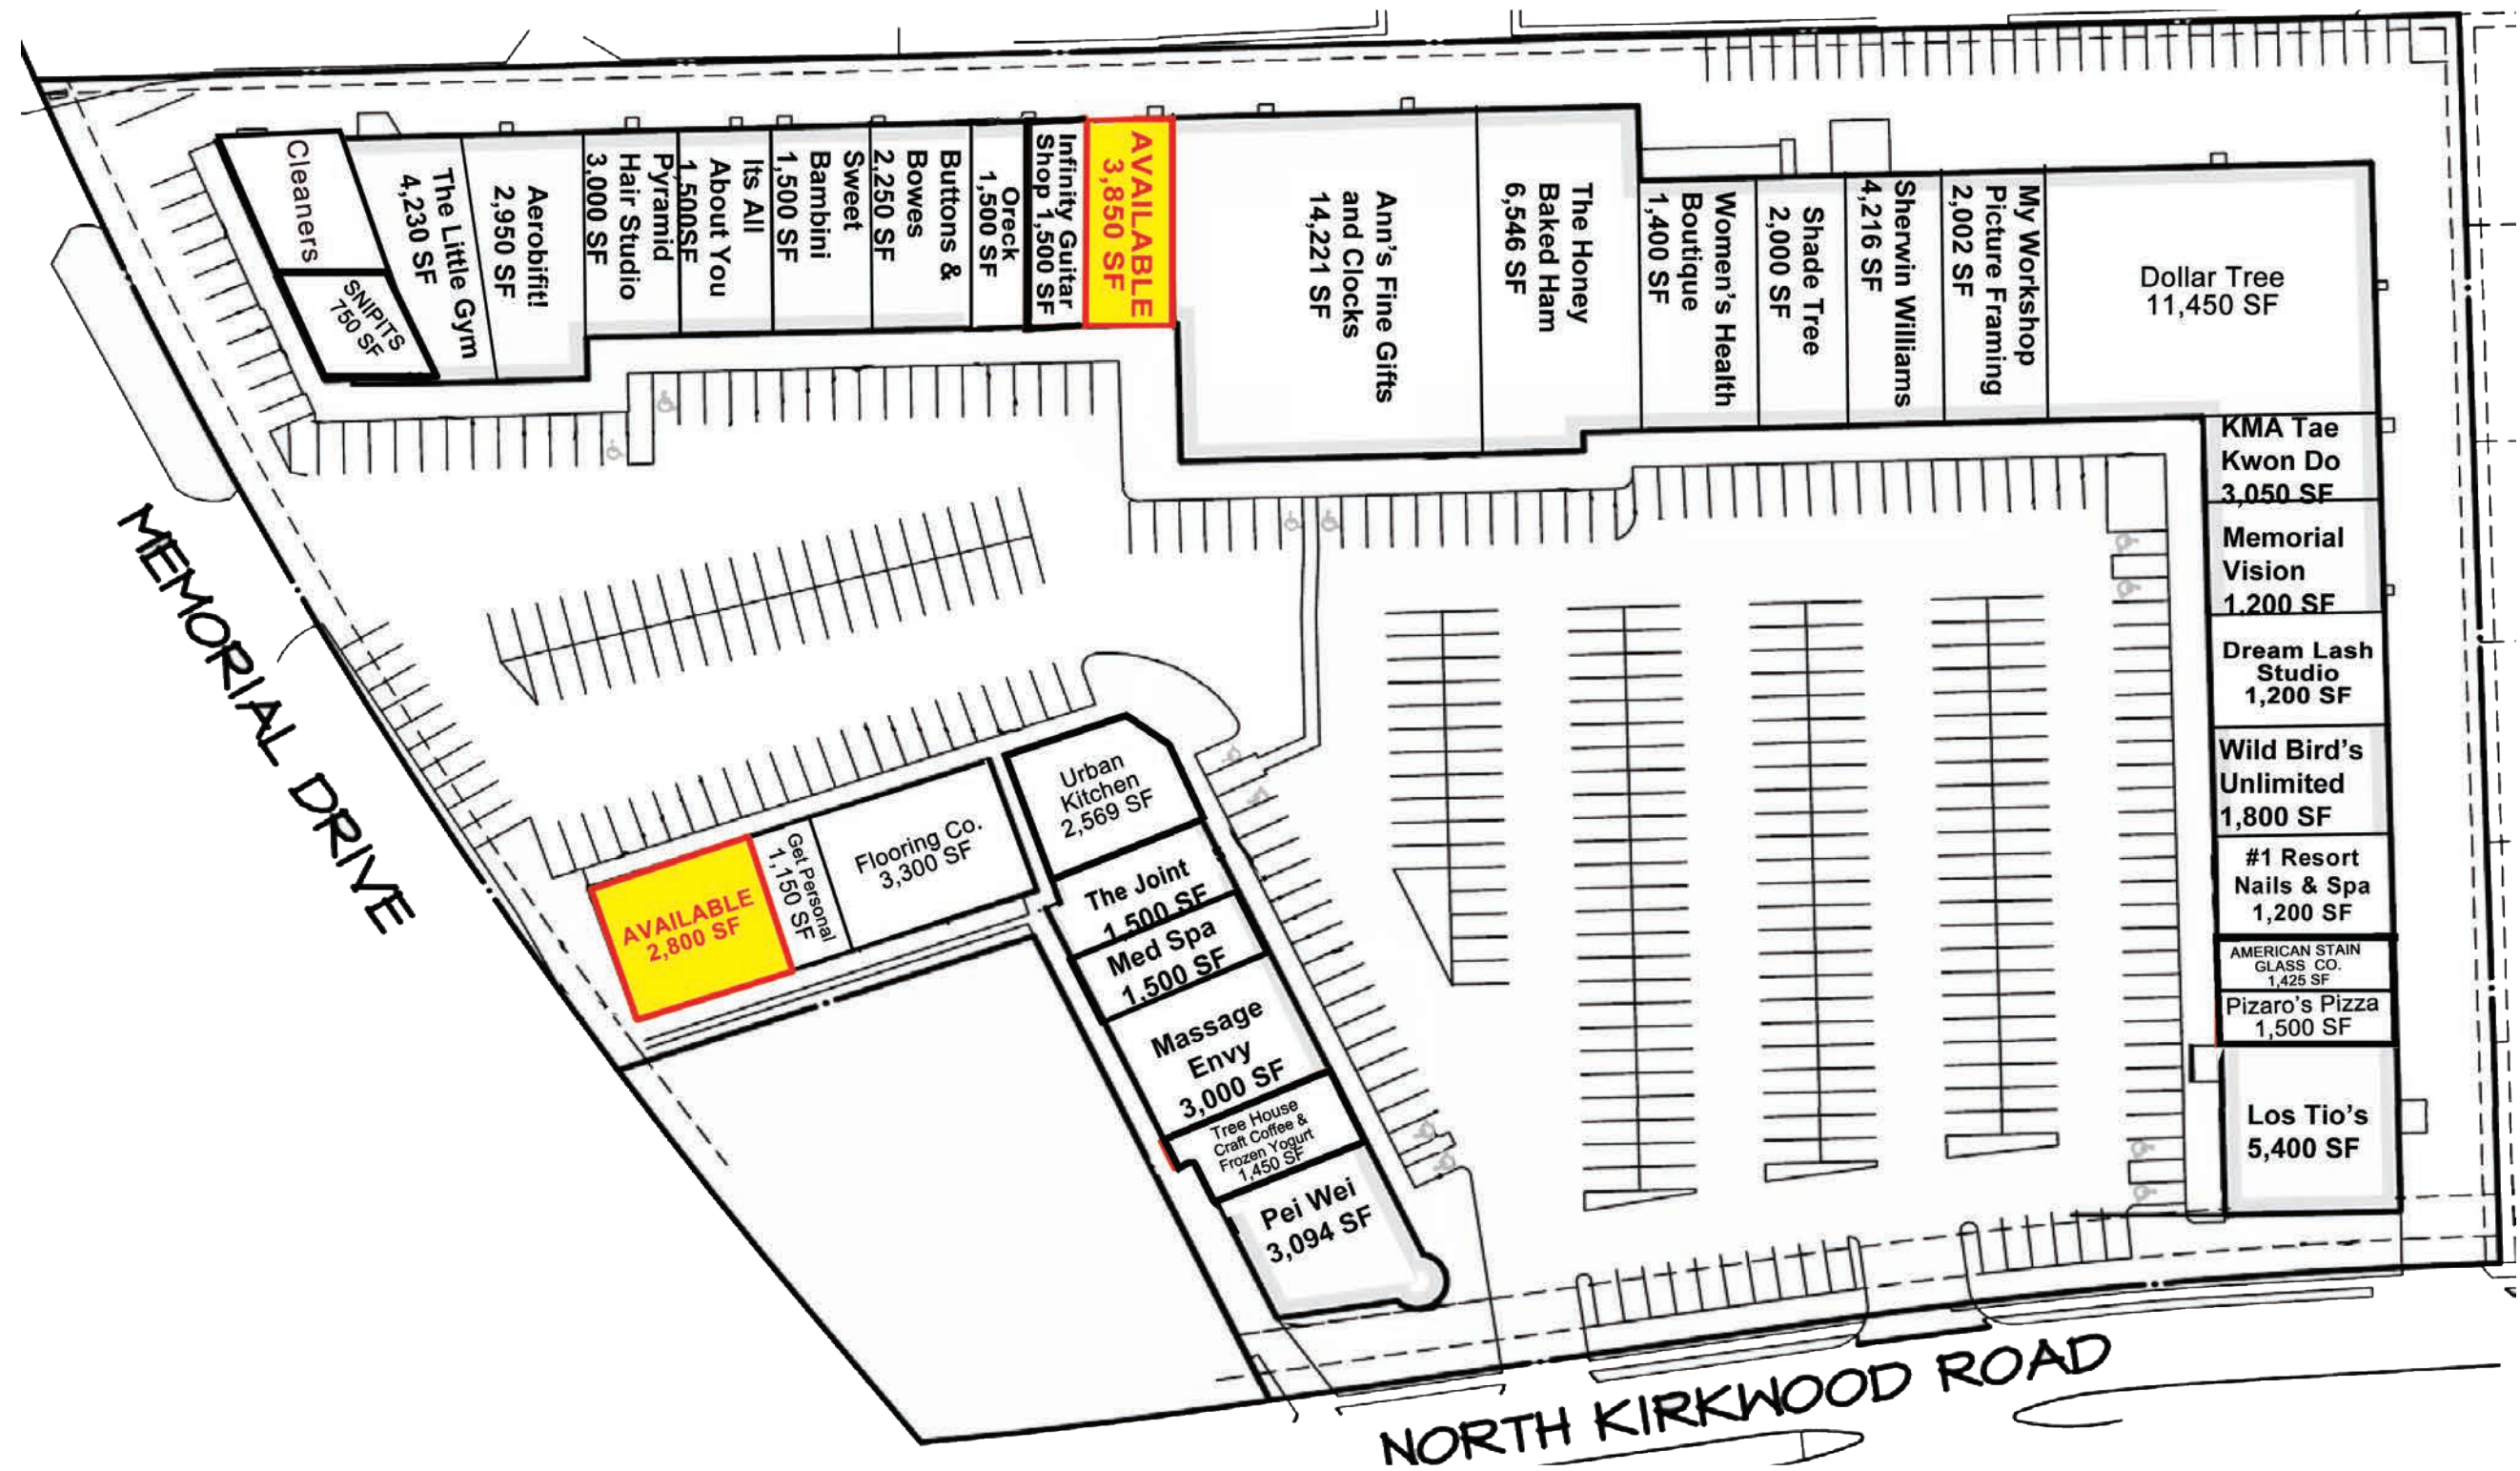 Cleaners
SNIPITS
750 SF
The Little Gym
4,230 SF
Aerobifit!
2,950 SF
Pyramid
Hair Studio
3,000 SF
Its All
About You
1,500SF
Sweet
Bambini
1,500 SF
Buttons &
Bowes
2,250 SF
Oreck
1,500 SF
Infinity Guitar
Shop 1,500 SF
AVAILABLE
3,850 SF
Ann's Fine Gifts
and Clocks
14,221 SF
The Honey
Baked Ham
6,546 SF
Women's Health
Boutique
1,400 SF
Shade Tree
2,000 SF
Sherwin Williams
4,216 SF
My Workshop
Picture Framing
2,002 SF
Dollar Tree
11,450 SF
KMA Tae
Kwon Do
3,050 SF
Memorial
Vision
1,200 SF
Dream Lash
Studio
1,200 SF
Wild Bird's
Unlimited
1,800 SF
#1 Resort
Nails & Spa
1,200 SF
AMERICAN STAIN
GLASS CO.
1,425 SF
Pizaro's Pizza
1,500 SF
Los Tio's
5,400 SF
AVAILABLE
2,800 SF
Get Personal
1,150 SF
Flooring Co.
3,300 SF
Urban
Kitchen
2,569 SF
The Joint
1,500 SF
Med Spa
1,500 SF
Massage
Envy
3,000 SF
Tree House
Craft Coffee &
Frozen Yogurt
1,450 SF
Pei Wei
3,094 SF
MEMORIAL DRIVE
NORTH KIRKWOOD ROAD